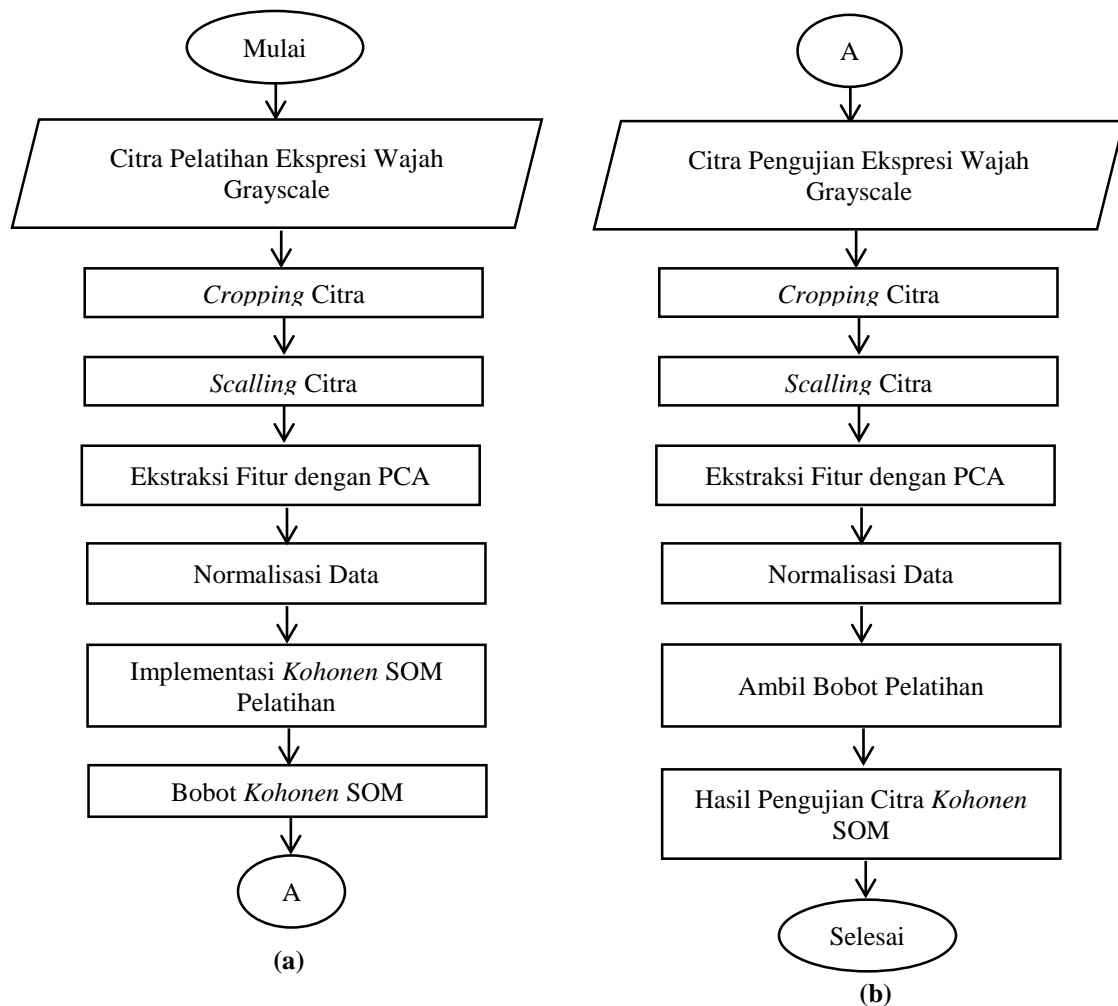 Mulai
Citra Pelatihan Ekspresi Wajah
Grayscale
Cropping Citra
Scalling Citra
Ekstraksi Fitur dengan PCA
Normalisasi Data
Implementasi Kohonen SOM
Pelatihan
Bobot Kohonen SOM
A
(a)
A
Citra Pengujian Ekspresi Wajah
Grayscale
Cropping Citra
Scalling Citra
Ekstraksi Fitur dengan PCA
Normalisasi Data
Ambil Bobot Pelatihan
Hasil Pengujian Citra Kohonen
SOM
Selesai
(b)